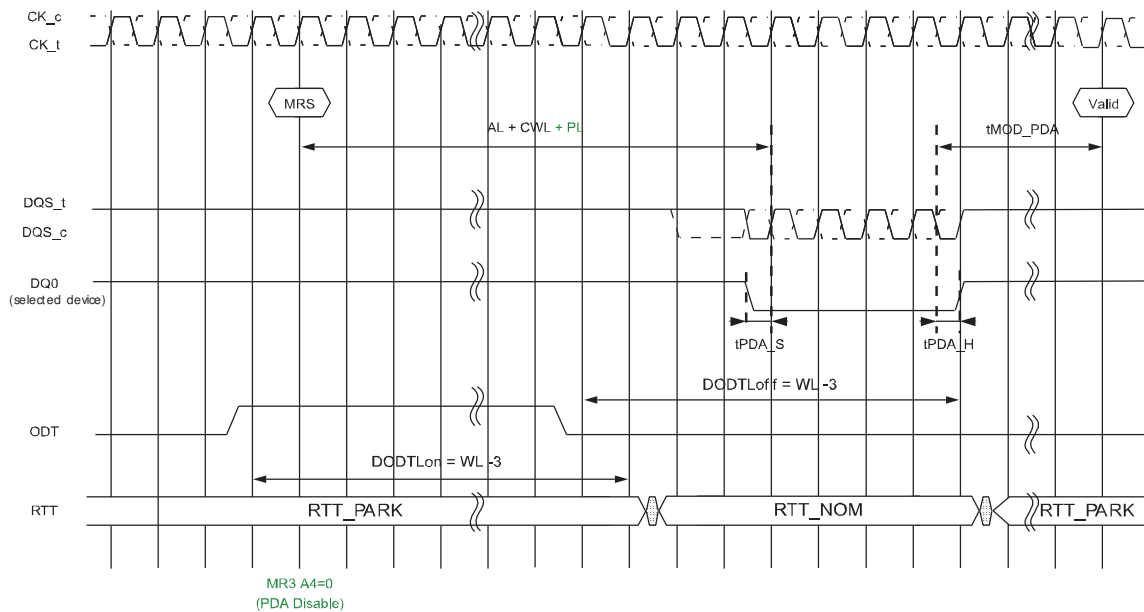 CK_c
CK_t
MRS
Valid
AL + CWL + PL
tMOD_PDA
DQS_t
DQS_c
DQ0
(selected device)
tPDA_S
tPDA_H
DODTLoff = WL -3
ODT
DODTLon = WL -3
RTT
RTT_PARK
RTT_NOM
RTT_PARK
MR3 A4=0
(PDA Disable)